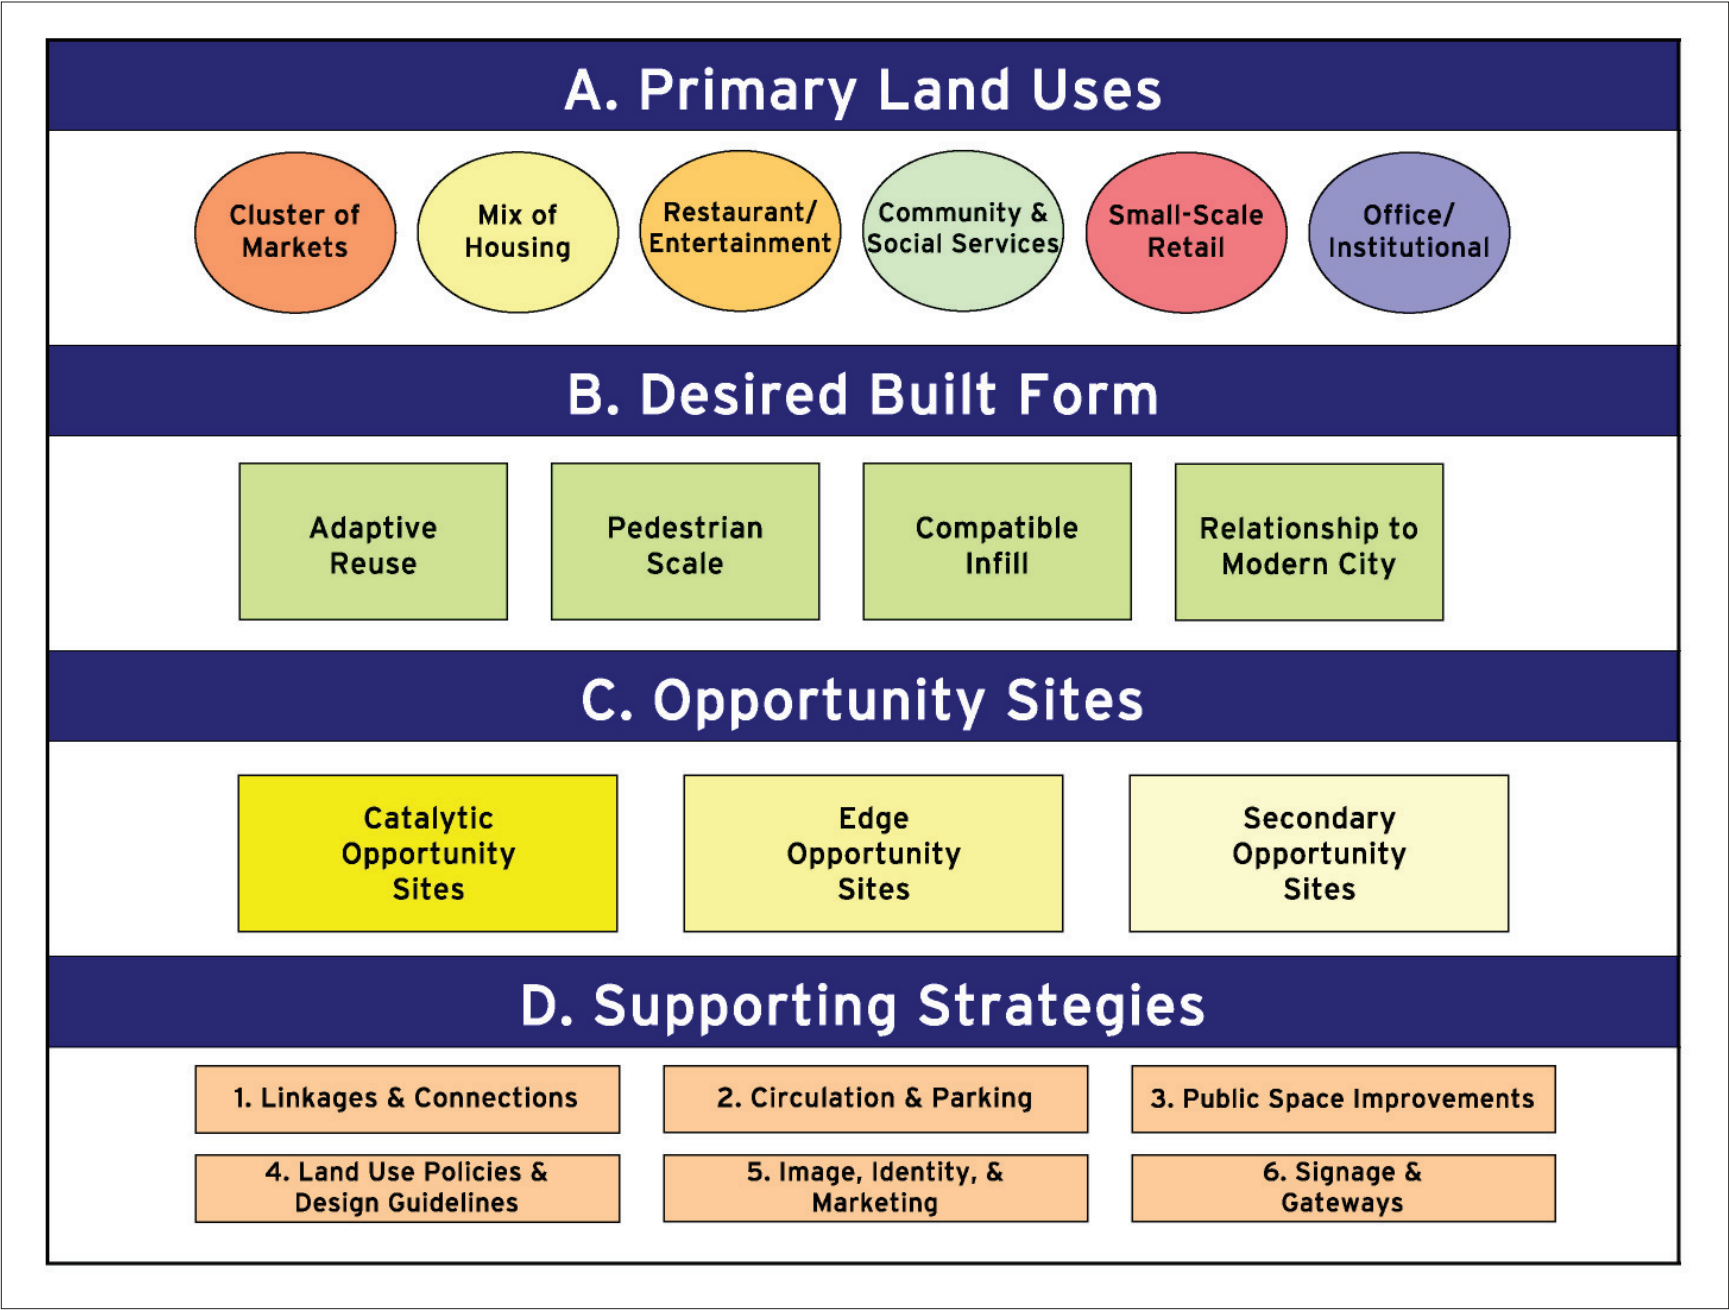 A. Primary Land Uses
Cluster of
Markets
Mix of
Housing
Restaurant/
Entertainment
Community &
Social Services
Small-Scale
Retail
Office/
Institutional
B. Desired Built Form
Adaptive
Reuse
Pedestrian
Scale
Compatible
Infill
Relationship to
Modern City
C. Opportunity Sites
Catalytic
Opportunity
Sites
Edge
Opportunity
Sites
Secondary
Opportunity
Sites
D. Supporting Strategies
1. Linkages & Connections
2. Circulation & Parking
3. Public Space Improvements
4. Land Use Policies &
Design Guidelines
5. Image, Identity, &
Marketing
6. Signage &
Gateways